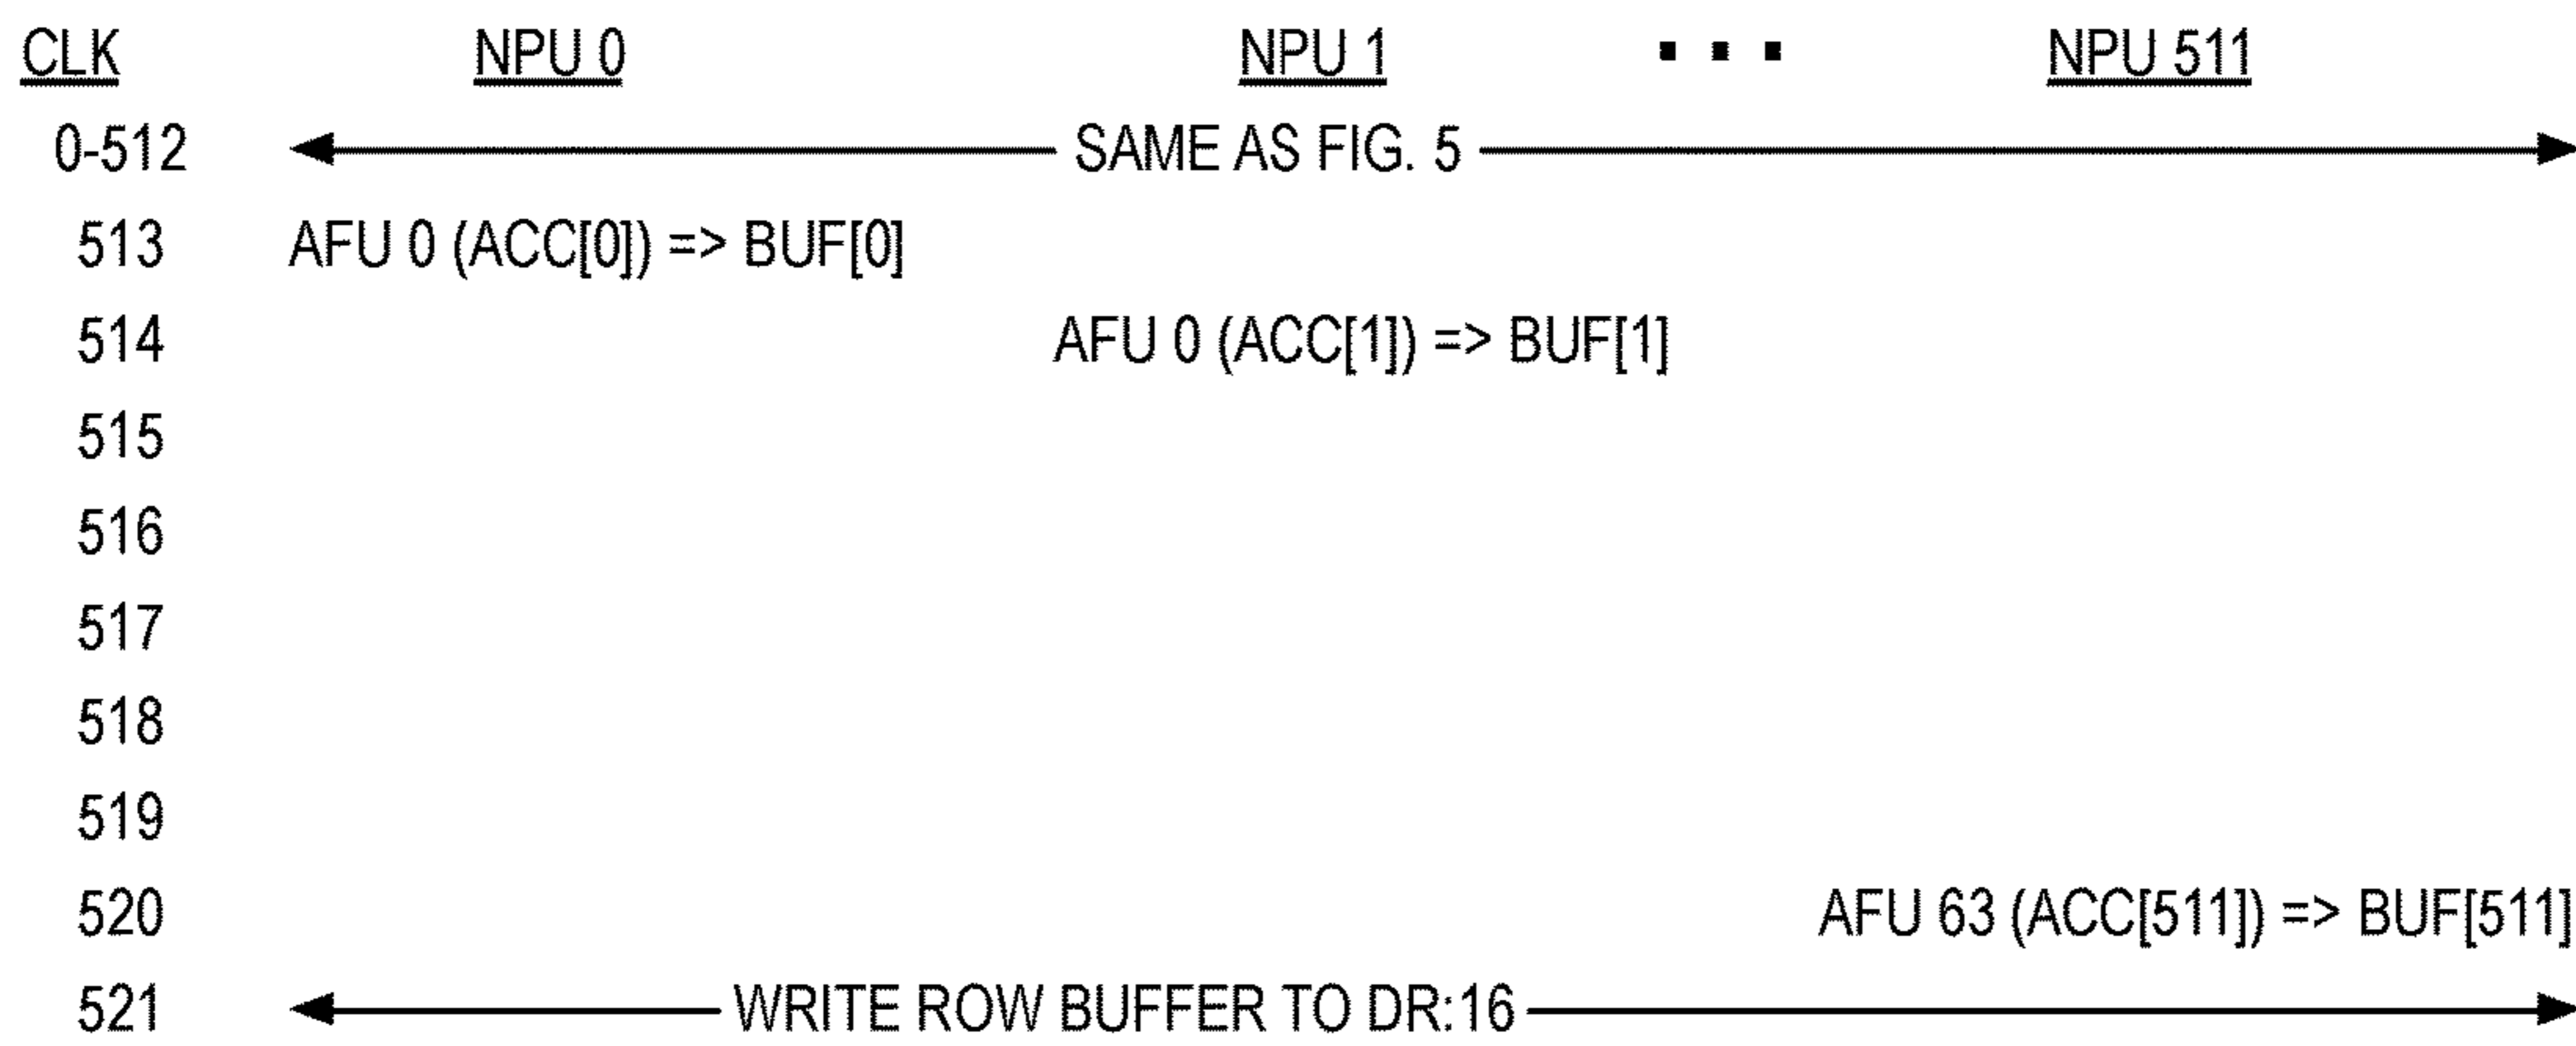 CLK NPU 0 NPU 1 ... NPU 511
0-512 SAME AS FIG. 5
513 AFU 0 (ACC[0]) => BUF[0]
514 AFU 0 (ACC[1]) => BUF[1]
515
516
517
518
519
520 AFU 63 (ACC[511]) => BUF[511]
521 WRITE ROW BUFFER TO DR:16